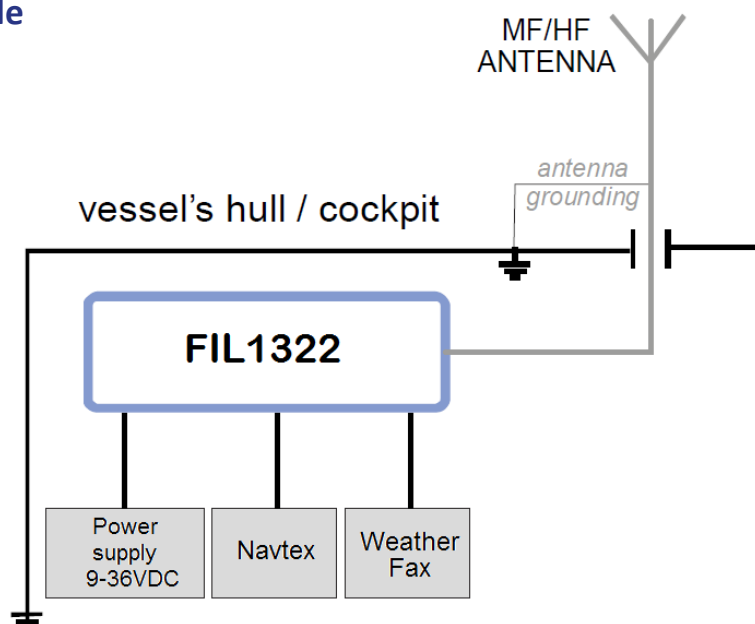 le
MF/HF
ANTENNA
antenna
grounding
vessel's hull / cockpit
FIL1322
Power
supply
9-36VDC
Navtex
Weather
Fax